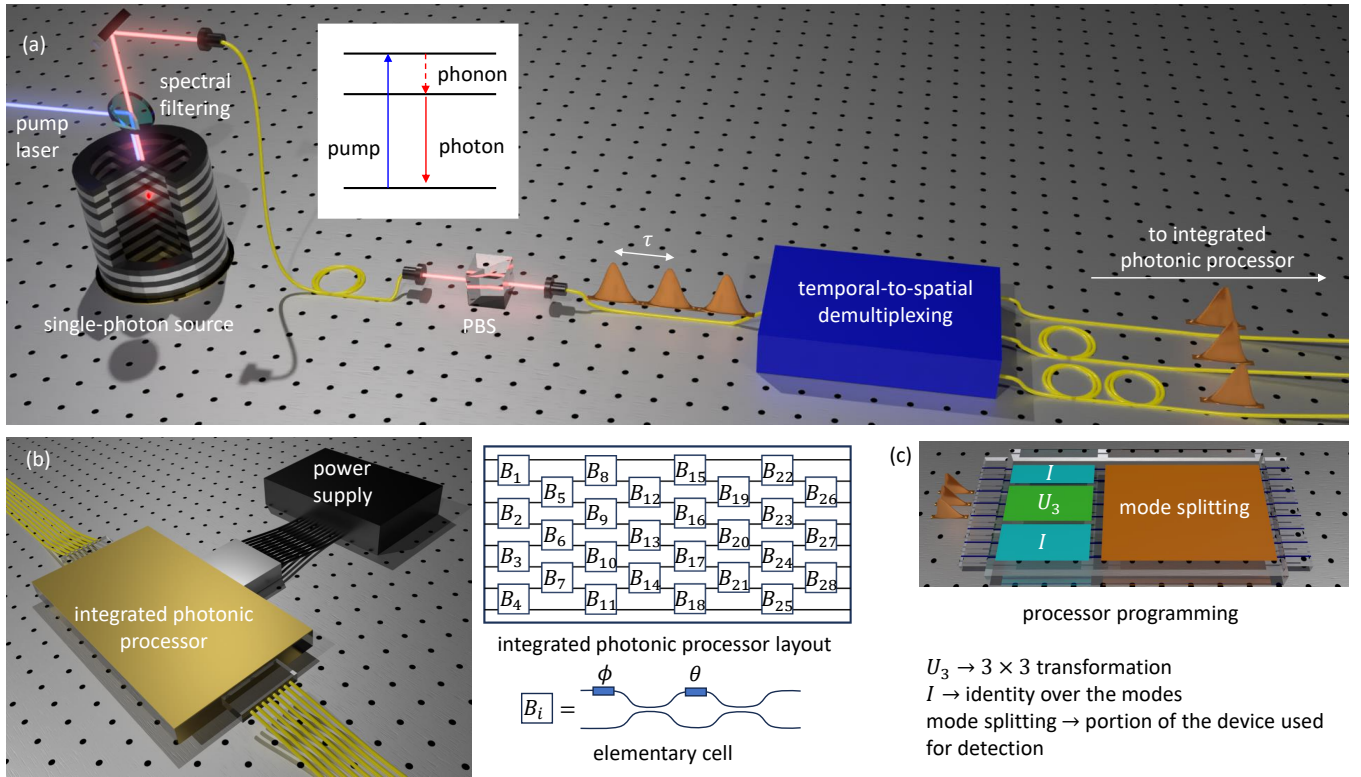 (a)
spectral
filtering
pump
laser
single-photon source
phonon
pump
photon
PBS
τ
temporal-to-spatial
demultiplexing
to integrated
photonic processor
(b)
power
supply
integrated photonic
processor
B1 B8 B15 B22
B5 B12 B19 B26
B2 B9 B16 B23
B6 B13 B20 B27
B3 B10 B17 B24
B7 B14 B21 B28
B4 B11 B18 B25
integrated photonic processor layout
ϕ θ
Bi =
elementary cell
(c)
I
U3
I
mode splitting
processor programming
U3 → 3 × 3 transformation
I → identity over the modes
mode splitting → portion of the device used
for detection